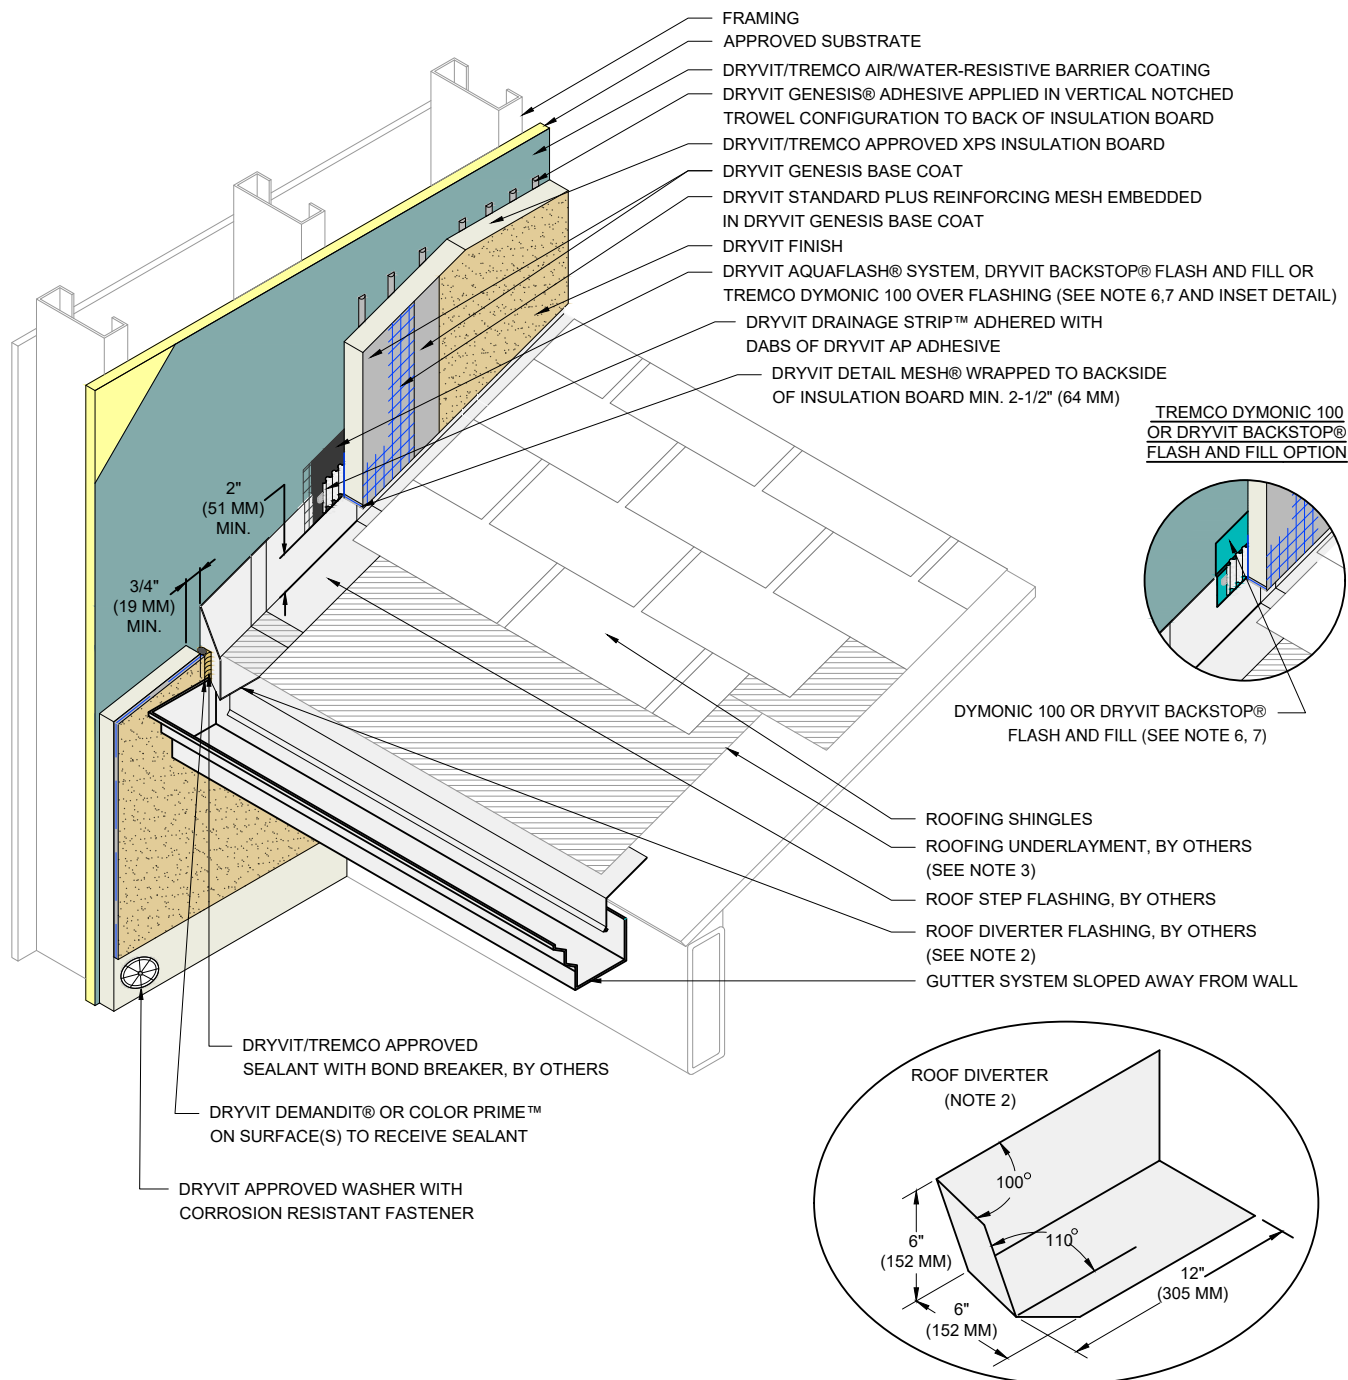 FRAMING
APPROVED SUBSTRATE
DRYVIT/TREMCO AIR/WATER-RESISTIVE BARRIER COATING
DRYVIT GENESIS® ADHESIVE APPLIED IN VERTICAL NOTCHED
TROWEL CONFIGURATION TO BACK OF INSULATION BOARD
DRYVIT/TREMCO APPROVED XPS INSULATION BOARD
DRYVIT GENESIS BASE COAT
DRYVIT STANDARD PLUS REINFORCING MESH EMBEDDED
IN DRYVIT GENESIS BASE COAT
DRYVIT FINISH
DRYVIT AQUAFLASH® SYSTEM, DRYVIT BACKSTOP® FLASH AND FILL OR
TREMCO DYMONIC 100 OVER FLASHING (SEE NOTE 6,7 AND INSET DETAIL)
DRYVIT DRAINAGE STRIP™ ADHERED WITH
DABS OF DRYVIT AP ADHESIVE
DRYVIT DETAIL MESH® WRAPPED TO BACKSIDE
OF INSULATION BOARD MIN. 2-1/2" (64 MM)
TREMCO DYMONIC 100
OR DRYVIT BACKSTOP®
FLASH AND FILL OPTION
2"
(51 MM)
MIN.
3/4"
(19 MM)
MIN.
DYMONIC 100 OR DRYVIT BACKSTOP®
FLASH AND FILL (SEE NOTE 6, 7)
ROOFING SHINGLES
ROOFING UNDERLAYMENT, BY OTHERS
(SEE NOTE 3)
ROOF STEP FLASHING, BY OTHERS
ROOF DIVERTER FLASHING, BY OTHERS
(SEE NOTE 2)
GUTTER SYSTEM SLOPED AWAY FROM WALL
DRYVIT/TREMCO APPROVED
SEALANT WITH BOND BREAKER, BY OTHERS
DRYVIT DEMANDIT® OR COLOR PRIME™
ON SURFACE(S) TO RECEIVE SEALANT
DRYVIT APPROVED WASHER WITH
CORROSION RESISTANT FASTENER
ROOF DIVERTER
(NOTE 2)
100°
110°
6"
(152 MM)
6"
(152 MM)
12"
(305 MM)